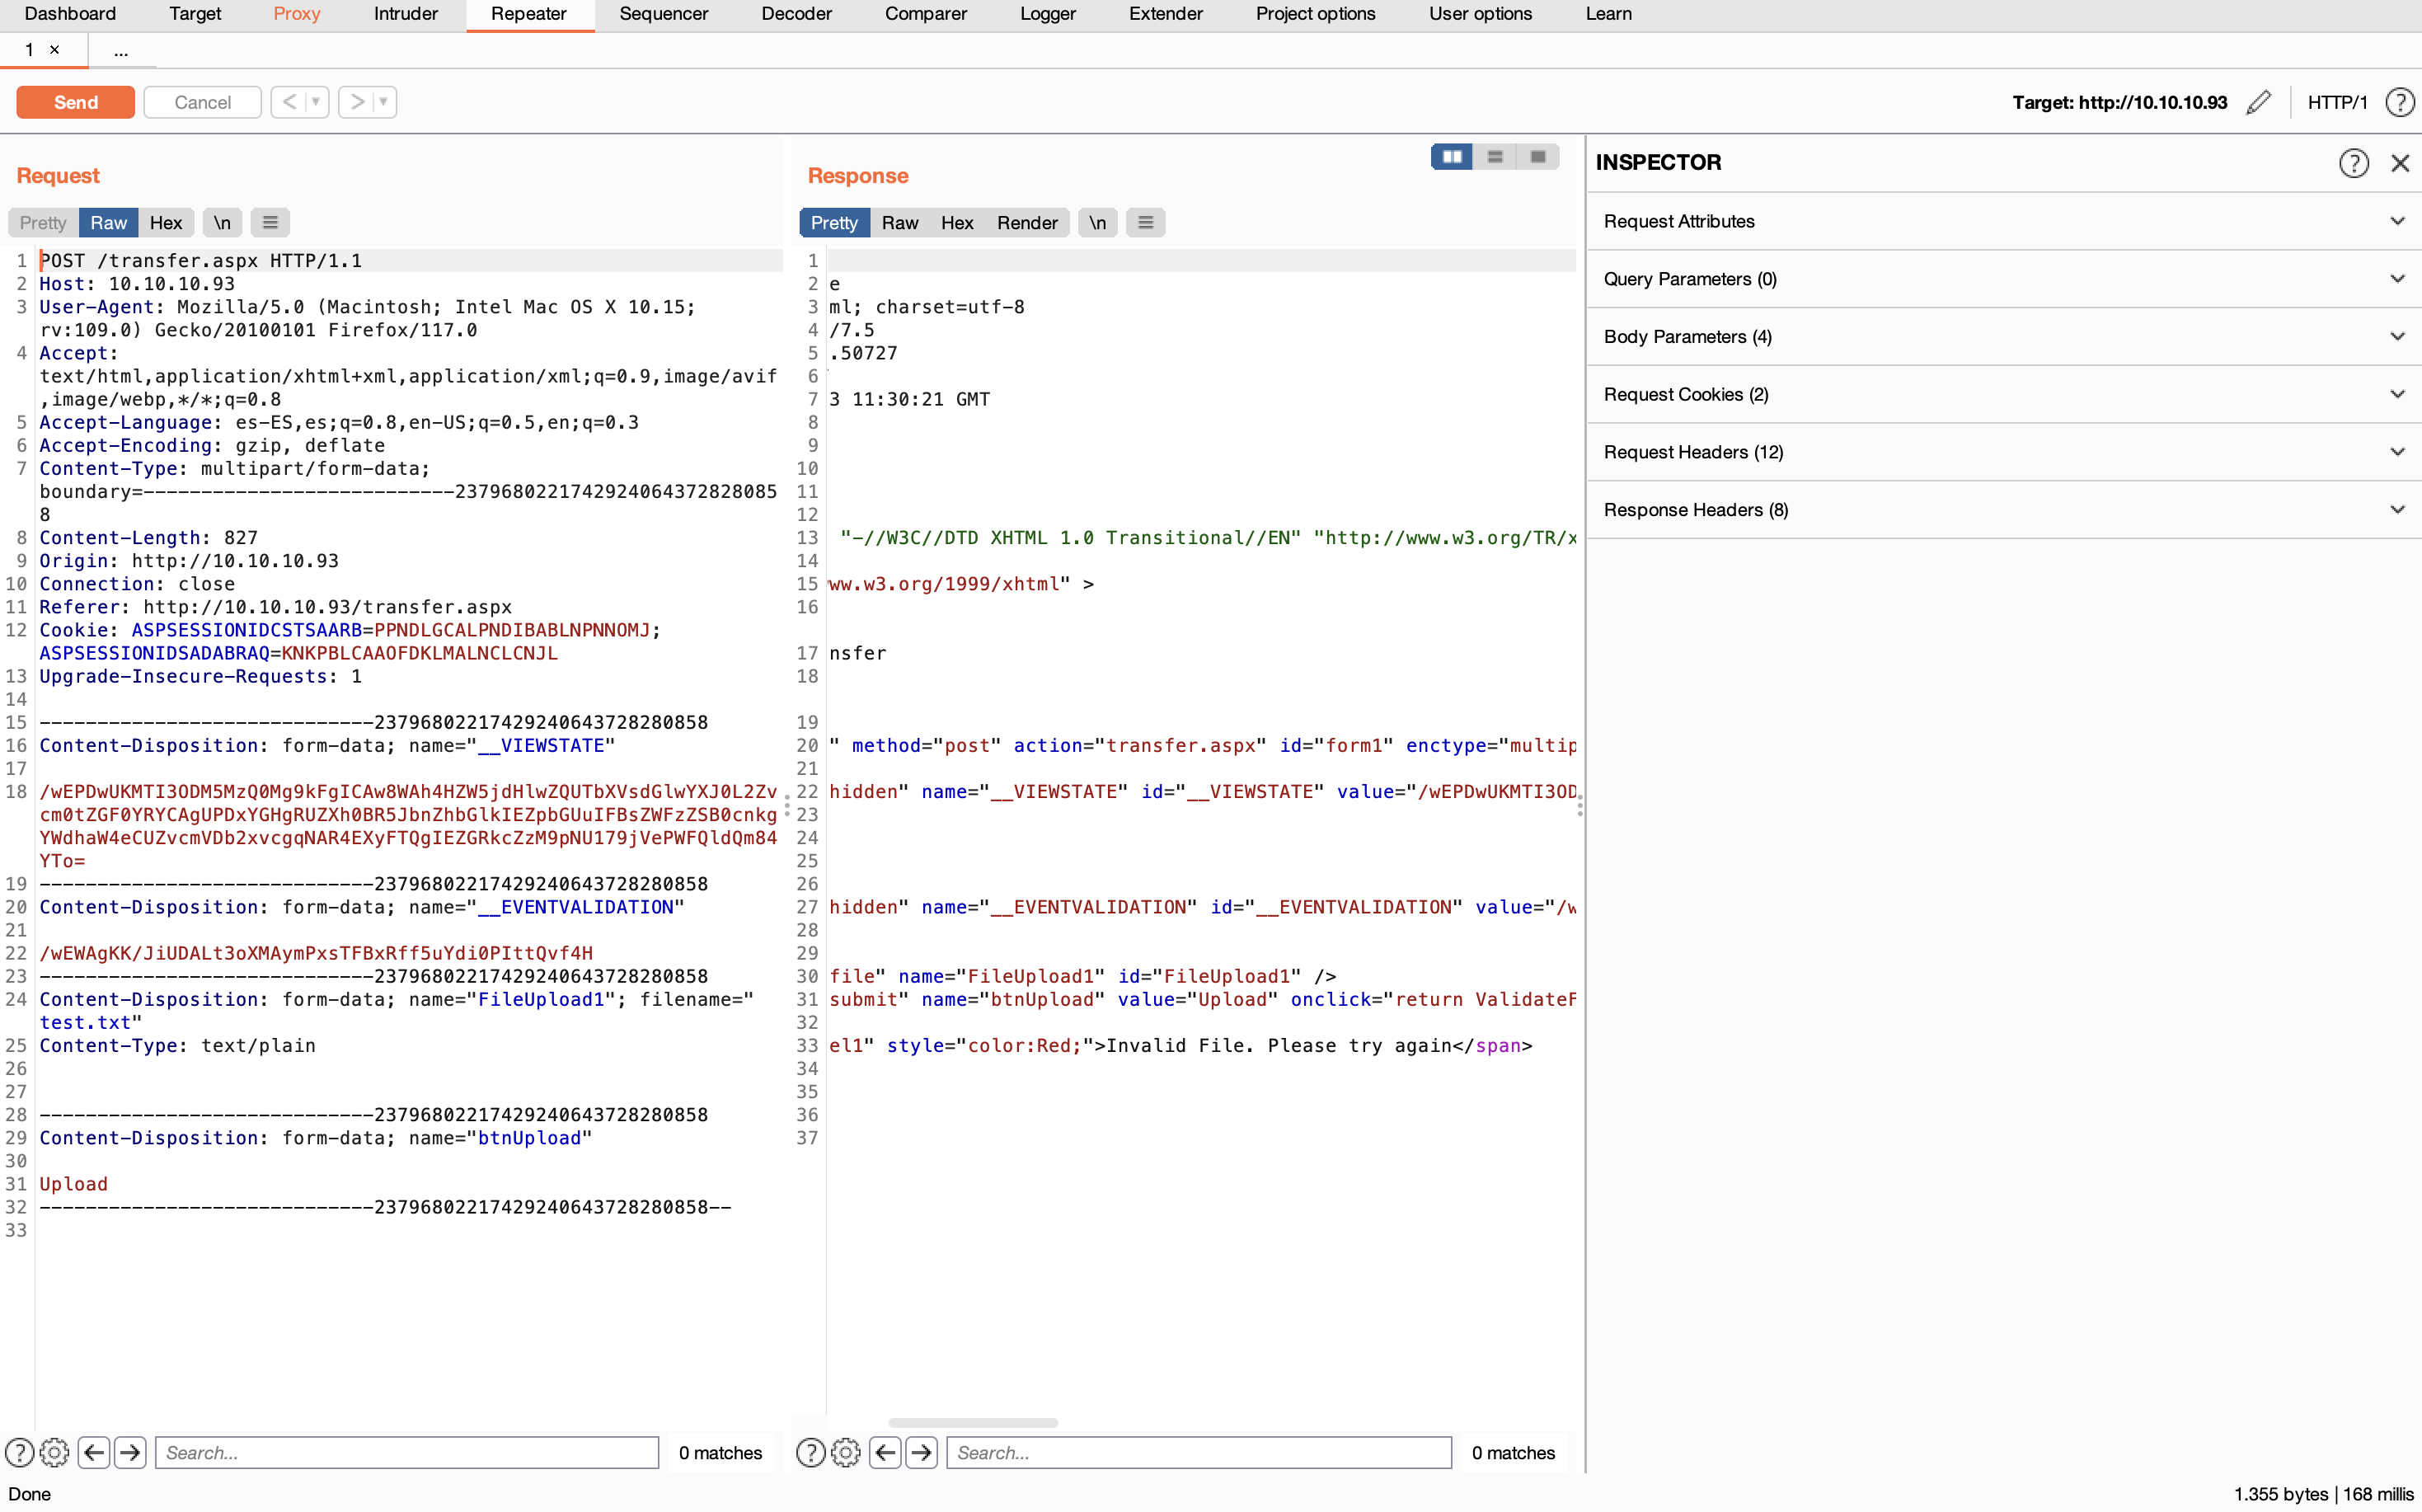 Dashboard Target Proxy Intruder Repeater Sequencer Decoder Comparer Logger Extender Project options User options Learn
1 × ...
Send Cancel < > Target: http://10.10.10.93 HTTP/1 ?
Request
Pretty Raw Hex \n
1 POST /transfer.aspx HTTP/1.1
2 Host: 10.10.10.93
3 User-Agent: Mozilla/5.0 (Macintosh; Intel Mac OS X 10.15;
rv:109.0) Gecko/20100101 Firefox/117.0
4 Accept:
text/html,application/xhtml+xml,application/xml;q=0.9,image/avif
,image/webp,*/*;q=0.8
5 Accept-Language: es-ES,es;q=0.8,en-US;q=0.5,en;q=0.3
6 Accept-Encoding: gzip, deflate
7 Content-Type: multipart/form-data;
boundary=---------------------------2379680221742924064372828085
8
8 Content-Length: 827
9 Origin: http://10.10.10.93
10 Connection: close
11 Referer: http://10.10.10.93/transfer.aspx
12 Cookie: ASPSESSIONIDCSTSAARB=PPNDLGCALPNDIBABLNPNNOMJ;
ASPSESSIONIDSADABRAQ=KNKPBLCAAOFDKLMALNCLCNJL
13 Upgrade-Insecure-Requests: 1
14
15 -----------------------------23796802217429240643728280858
16 Content-Disposition: form-data; name="__VIEWSTATE"
17
18 /wEPDwUKMTI3ODM5MzQ0Mg9kFgICAw8WAh4HZW5jdHlwZQUTbXVsdGlwYXJ0L2Zv
cm0tZGF0YRYCAgUPDxYGHgRUZXh0BR5JbnZhbGlkIEZpbGUuIFBsZWFzZSB0cnkg
YWdhaW4eCUZvcmVDb2xvcgqNAR4EXyFTQgIEZGRkcZzM9pNU179jVePWFQldQm84
YTo=
19 -----------------------------23796802217429240643728280858
20 Content-Disposition: form-data; name="__EVENTVALIDATION"
21
22 /wEWAgKK/JiUDALt3oXMAymPxsTFBxRff5uYdi0PIttQvf4H
23 -----------------------------23796802217429240643728280858
24 Content-Disposition: form-data; name="FileUpload1"; filename="
test.txt"
25 Content-Type: text/plain
26
27
28 -----------------------------23796802217429240643728280858
29 Content-Disposition: form-data; name="btnUpload"
30
31 Upload
32 -----------------------------23796802217429240643728280858--
33
? Search... 0 matches
Response
Pretty Raw Hex Render \n
1
2 e
3 ml; charset=utf-8
4 /7.5
5 .50727
6
7 3 11:30:21 GMT
8
9
10
11
12
13 "-//W3C//DTD XHTML 1.0 Transitional//EN" "http://www.w3.org/TR/x
14
15 ww.w3.org/1999/xhtml" >
16
17 nsfer
18
19
20 " method="post" action="transfer.aspx" id="form1" enctype="multip
21
22 hidden" name="__VIEWSTATE" id="__VIEWSTATE" value="/wEPDwUKMTI3OD
23
24
25
26
27 hidden" name="__EVENTVALIDATION" id="__EVENTVALIDATION" value="/w
28
29
30 file" name="FileUpload1" id="FileUpload1" />
31 submit" name="btnUpload" value="Upload" onclick="return ValidateF
32
33 el1" style="color:Red;">Invalid File. Please try again</span>
34
35
36
37
? Search... 0 matches
INSPECTOR ?
Request Attributes
Query Parameters (0)
Body Parameters (4)
Request Cookies (2)
Request Headers (12)
Response Headers (8)
Done 1.355 bytes | 168 millis